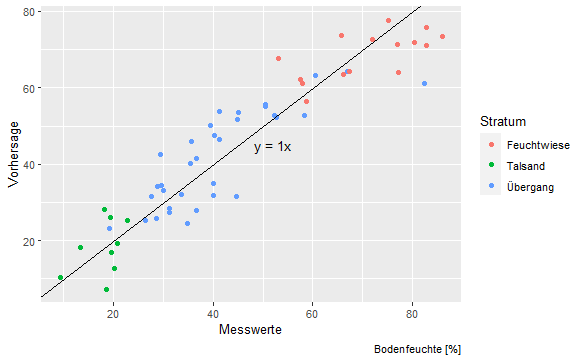 80
60
40
20
Vorhersage
y = 1x
20
40
60
80
Messwerte
Bodenfeuchte [%]
Stratum
Feuchtwiese
Talsand
Übergang